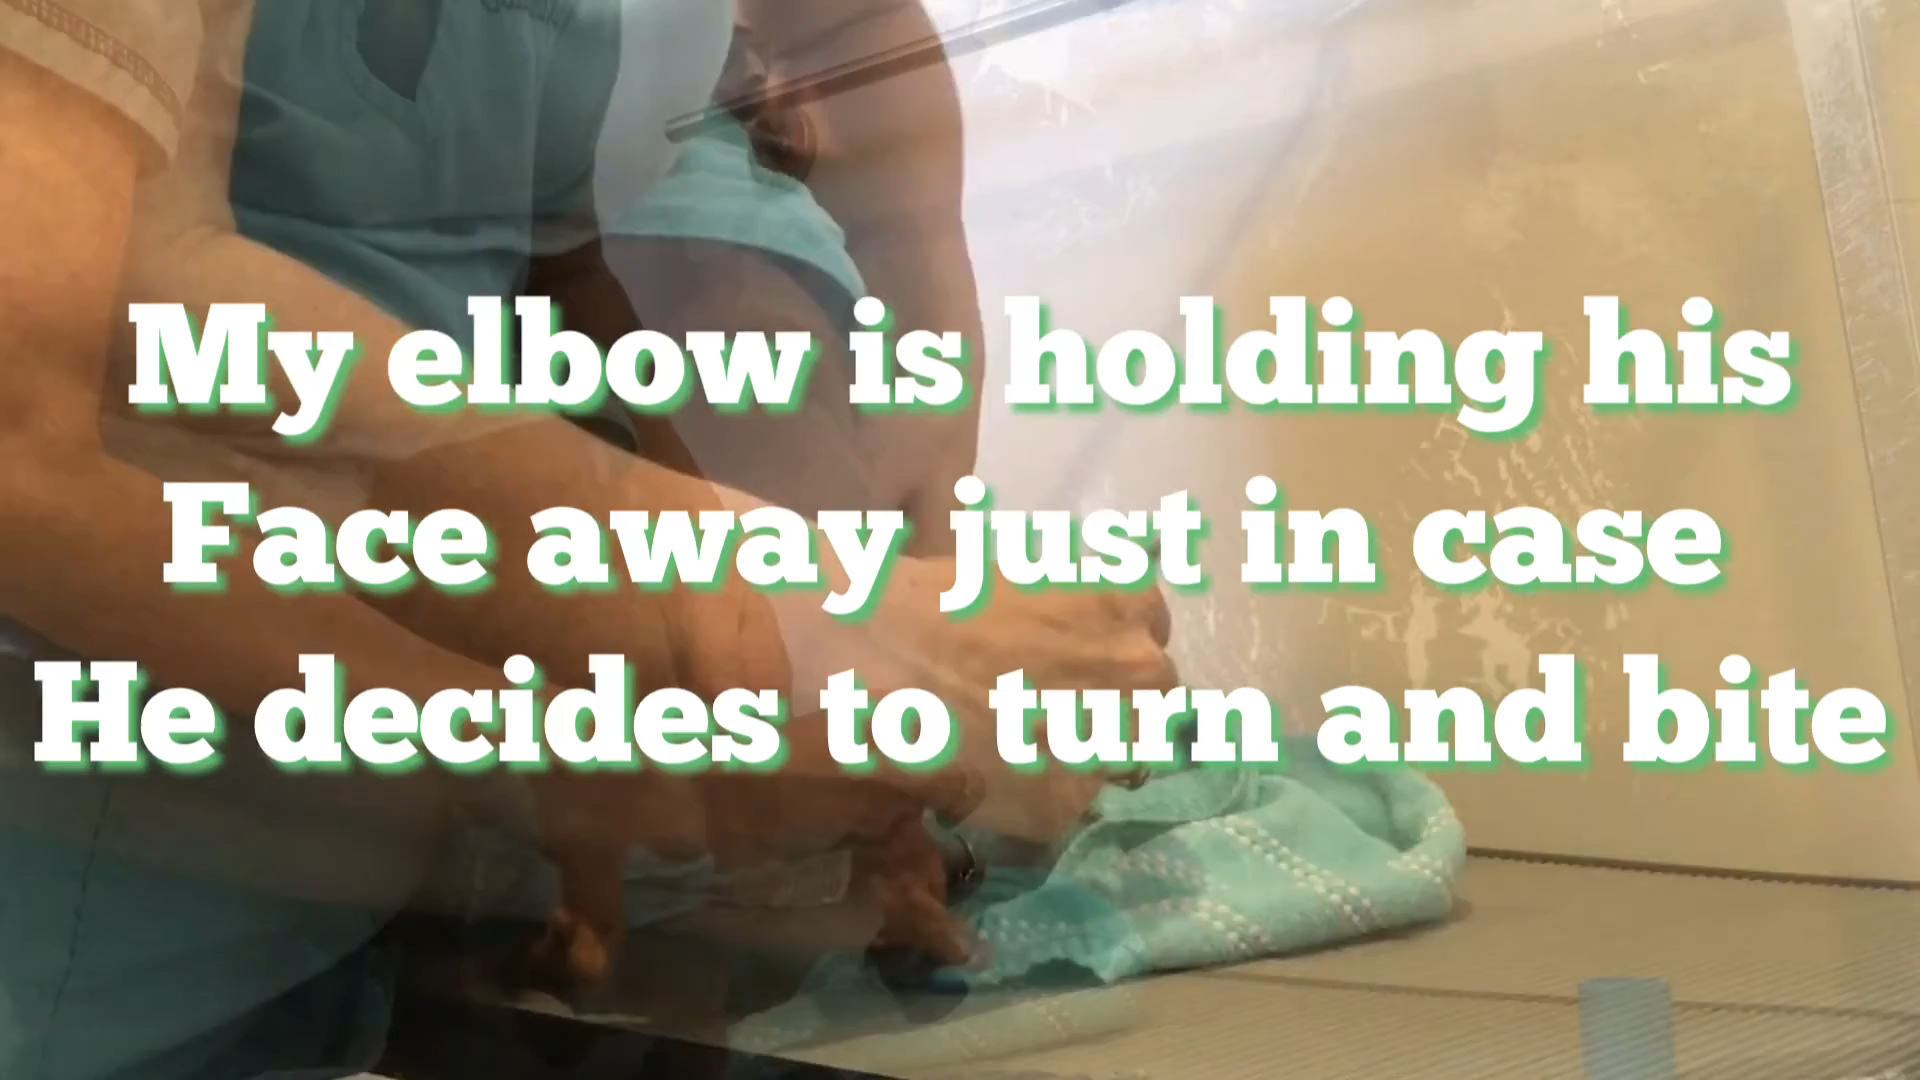 My elbow is holding his
Face away just in case
He decides to turn and bite